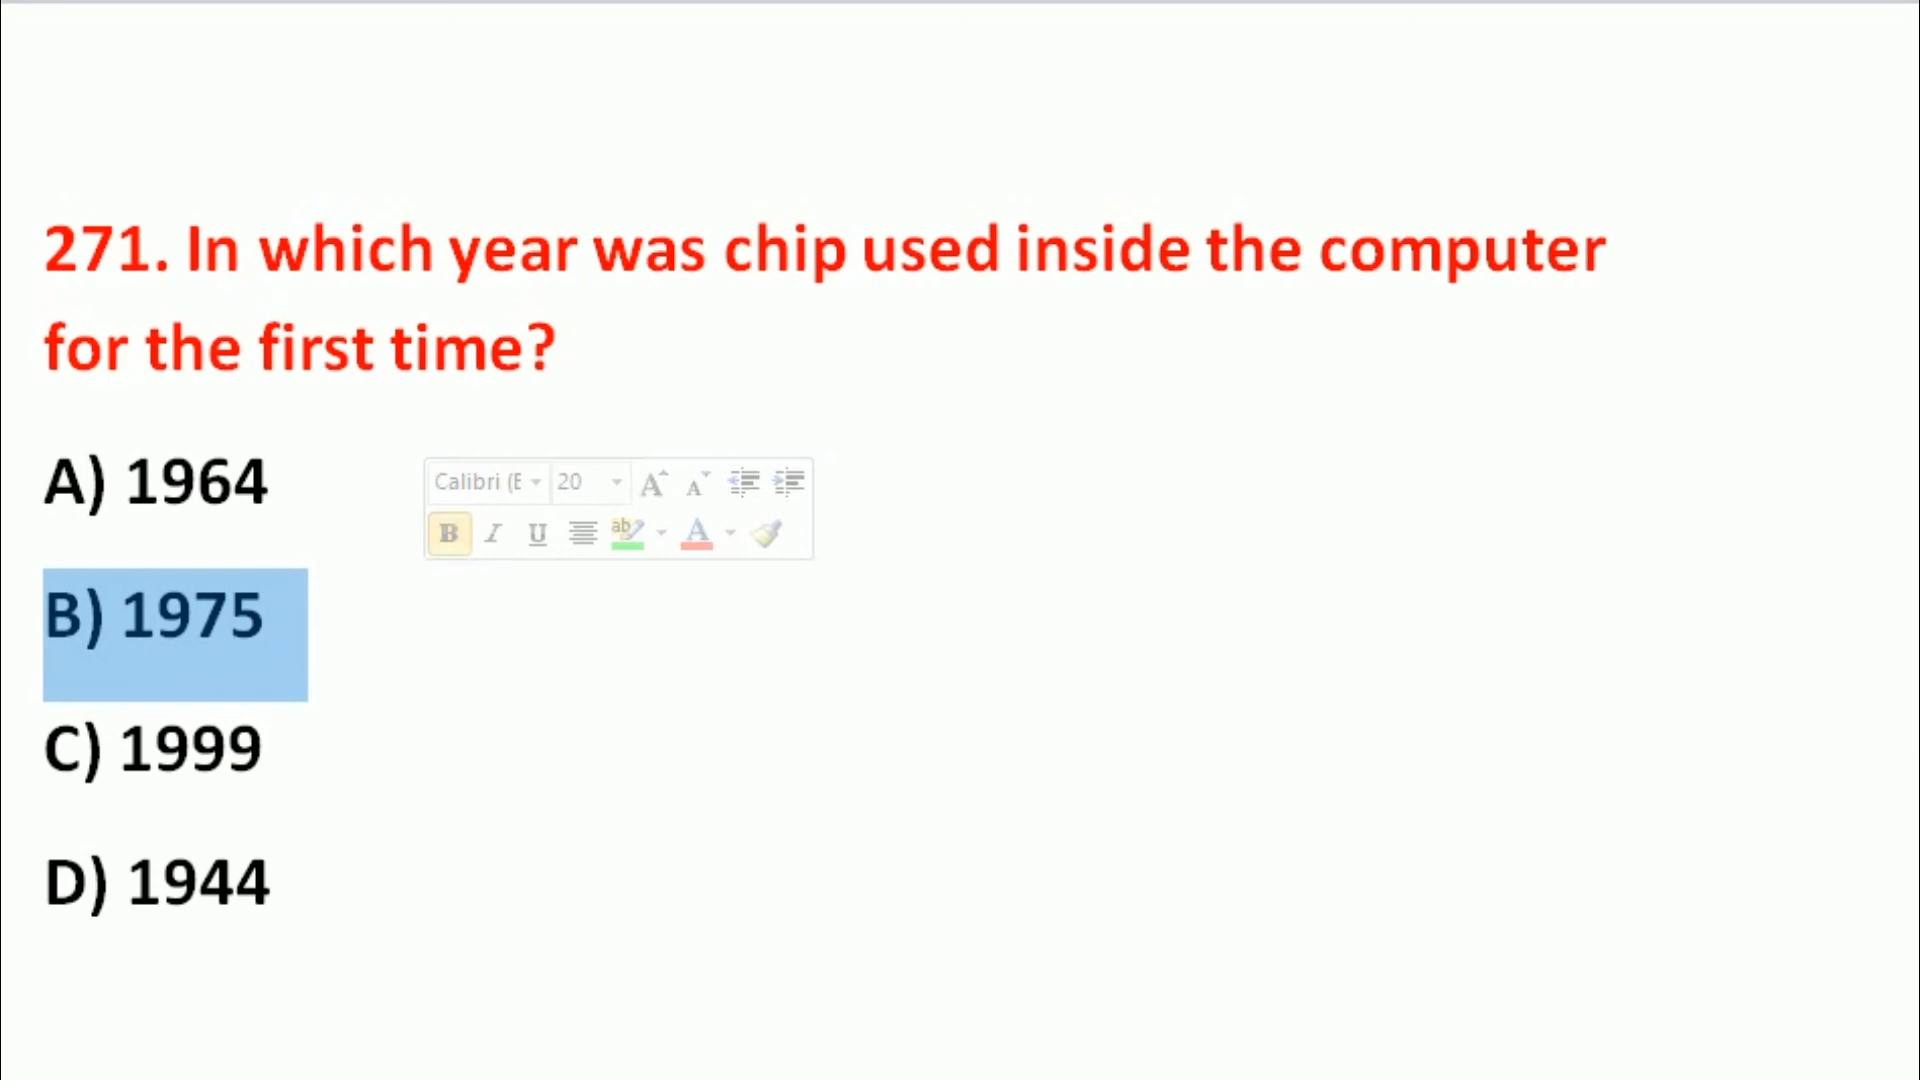 271. In which year was chip used inside the computer
for the first time?
A) 1964
Calibri (E 20 A A
B I U ab A
B) 1975
C) 1999
D) 1944